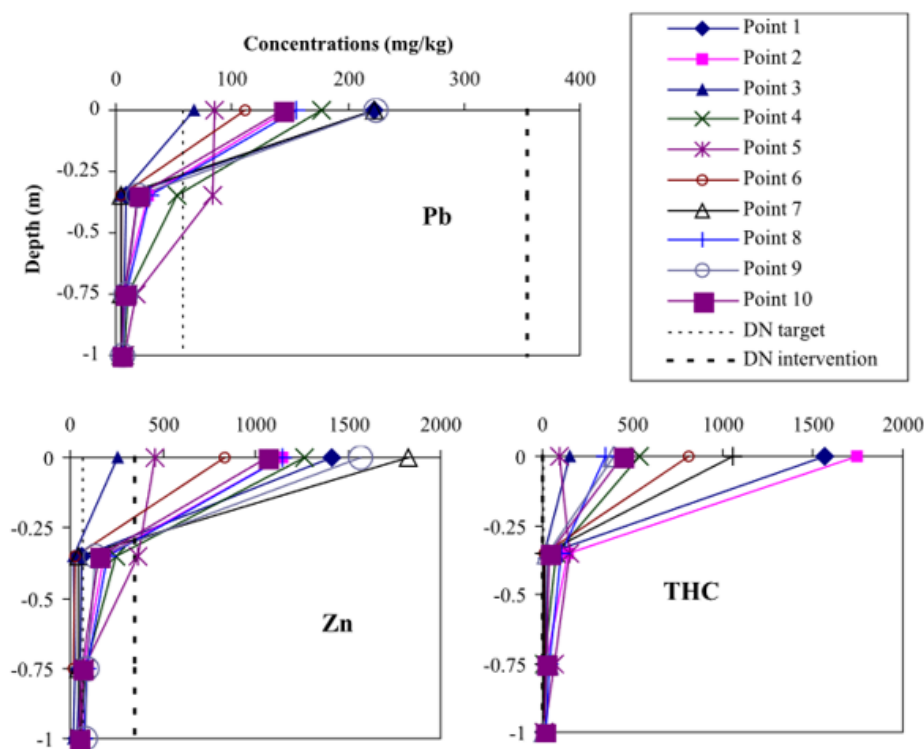 Concentrations (mg/kg)
0 100 200 300 400
0
-0.25
-0.5
-0.75
-1
Depth (m)
Pb
Point 1
Point 2
Point 3
Point 4
Point 5
Point 6
Point 7
Point 8
Point 9
Point 10
DN target
DN intervention
0 500 1000 1500 2000
0
-0.25
-0.5
-0.75
-1
Zn
0 500 1000 1500 2000
0
-0.25
-0.5
-0.75
-1
THC